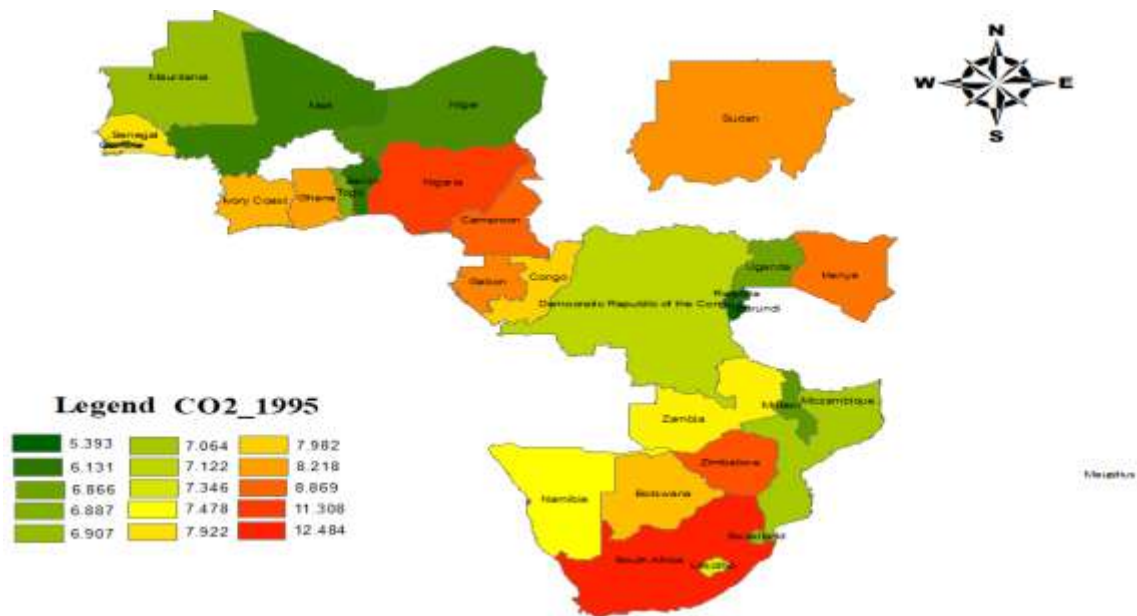 N
W E
S
Mauritania
Mali
Niger
Senegal
Sudan
Nigeria
Ivory Coast
Ghana
Togo
Cameroon
Gabon
Congo
Uganda
Kenya
Democratic Republic of the Congo
Rwanda
Burundi
Zambia
Malawi
Mozambique
Zimbabwe
Namibia
Botswana
Swaziland
South Africa
Lesotho
Mauritius
Legend CO2_1995
5.393 7.064 7.982
6.131 7.122 8.218
6.866 7.346 8.869
6.887 7.478 11.308
6.907 7.922 12.484